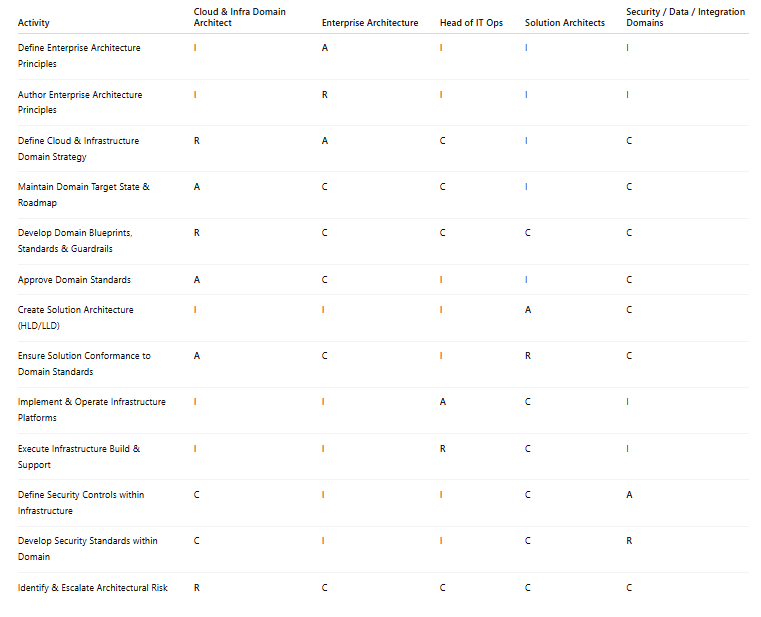 Activity Cloud & Infra Domain Architect Enterprise Architecture Head of IT Ops Solution Architects Security / Data / Integration Domains
Define Enterprise Architecture Principles I A I I I
Author Enterprise Architecture Principles I R I I I
Define Cloud & Infrastructure Domain Strategy R A C I C
Maintain Domain Target State & Roadmap A C C I C
Develop Domain Blueprints, Standards & Guardrails R C C C C
Approve Domain Standards A C I I C
Create Solution Architecture (HLD/LLD) I I I A C
Ensure Solution Conformance to Domain Standards A C I R C
Implement & Operate Infrastructure Platforms I I A C I
Execute Infrastructure Build & Support I I R C I
Define Security Controls within Infrastructure C I I C A
Develop Security Standards within Domain C I I C R
Identify & Escalate Architectural Risk R C C C C